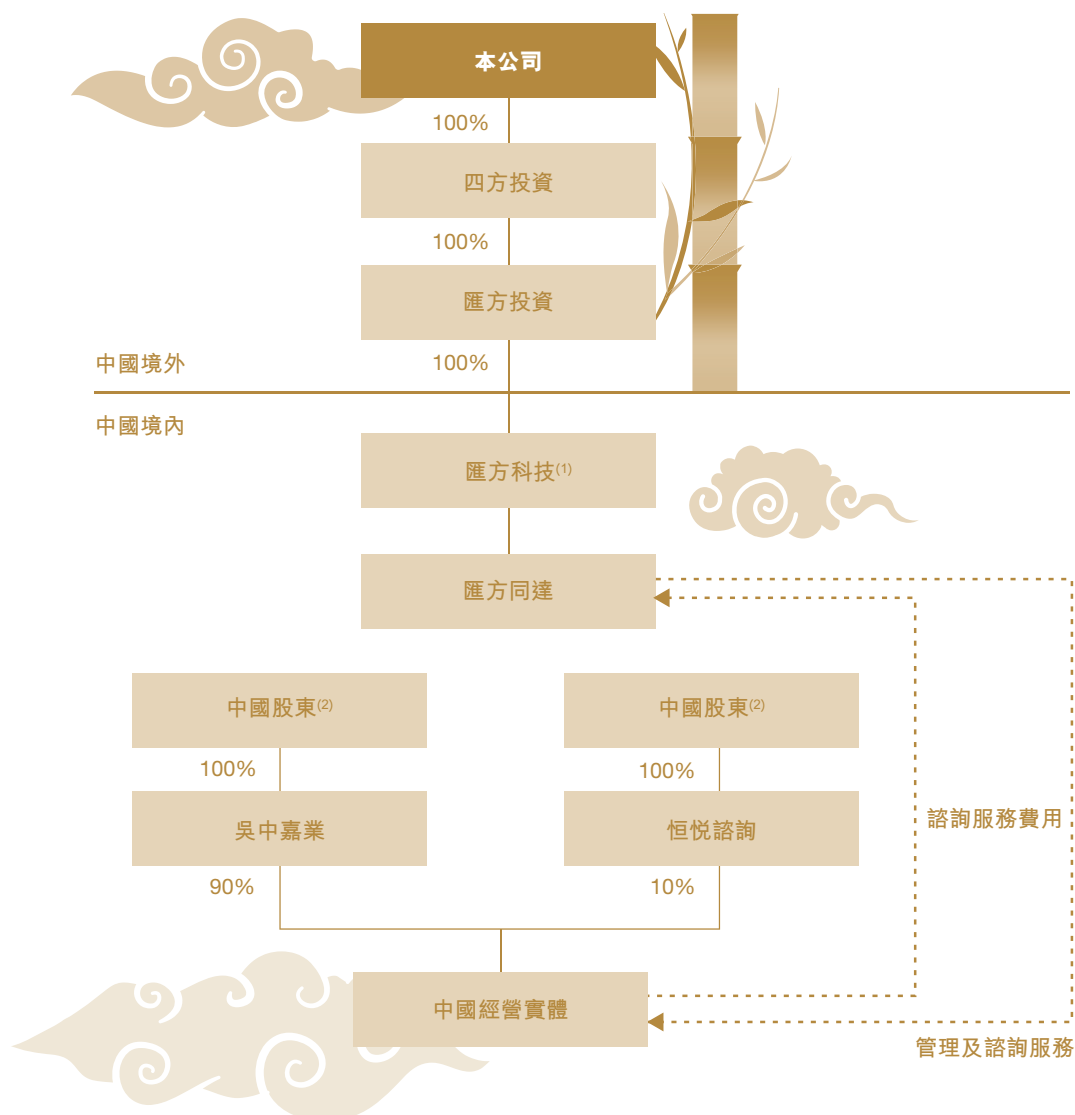 本公司
100%
四方投資
100%
匯方投資
中國境外
100%
中國境內
匯方科技(1)
匯方同達
中國股東(2)
中國股東(2)
100%
100%
吳中嘉業
恒悦諮詢
諮詢服務費用
90%
10%
中國經營實體
管理及諮詢服務